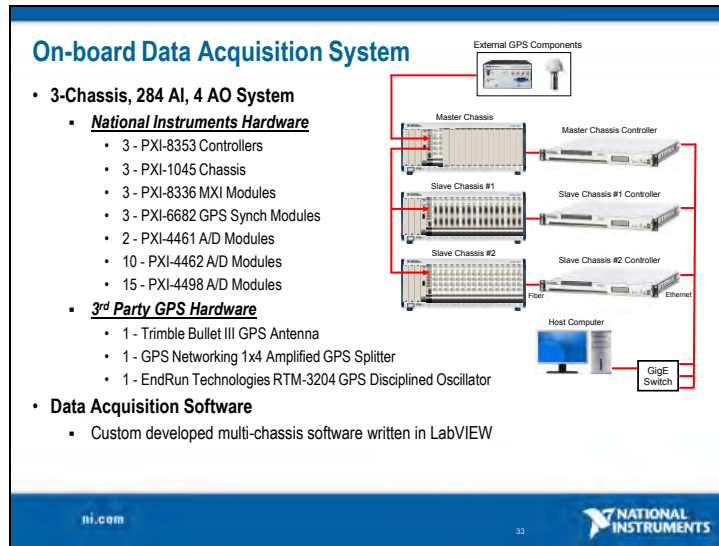 On-board Data Acquisition System
• 3-Chassis, 284 AI, 4 AO System
▪ National Instruments Hardware
• 3 - PXI-8353 Controllers
• 3 - PXI-1045 Chassis
• 3 - PXI-8336 MXI Modules
• 3 - PXI-6682 GPS Synch Modules
• 2 - PXI-4461 A/D Modules
• 10 - PXI-4462 A/D Modules
• 15 - PXI-4498 A/D Modules
▪ 3rd Party GPS Hardware
• 1 - Trimble Bullet III GPS Antenna
• 1 - GPS Networking 1x4 Amplified GPS Splitter
• 1 - EndRun Technologies RTM-3204 GPS Disciplined Oscillator
• Data Acquisition Software
▪ Custom developed multi-chassis software written in LabVIEW
External GPS Components
Master Chassis
Master Chassis Controller
Slave Chassis #1
Slave Chassis #1 Controller
Slave Chassis #2
Slave Chassis #2 Controller
Fiber
Ethernet
Host Computer
GigE
Switch
ni.com
33
NATIONAL
INSTRUMENTS